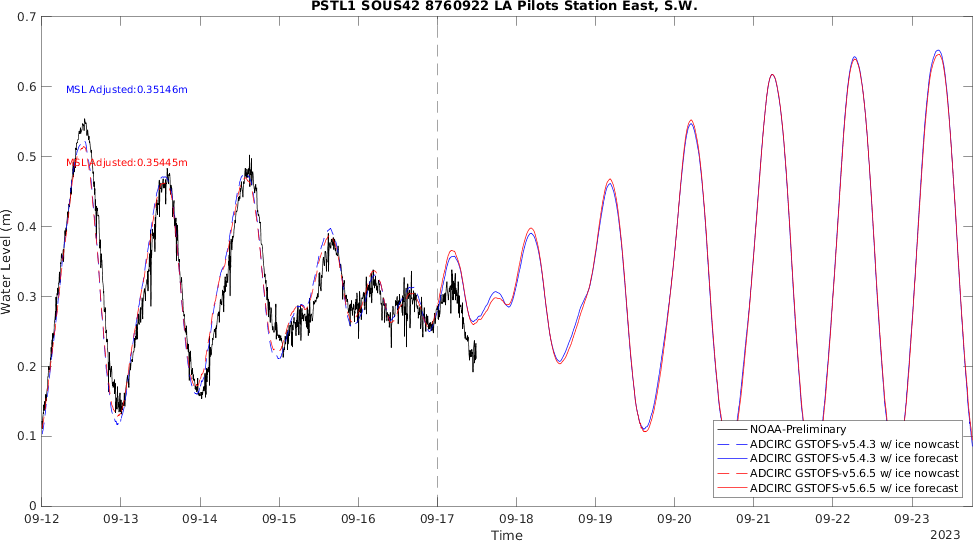 PSTL1 SOUS42 8760922 LA Pilots Station East, S.W.
0.7
0.6
0.5
0.4
0.3
0.2
0.1
0
Water Level (m)
MSL Adjusted:0.35146m
MSL Adjusted:0.35445m
NOAA-Preliminary
ADCIRC GSTOFS-v5.4.3 w/ ice nowcast
ADCIRC GSTOFS-v5.4.3 w/ ice forecast
ADCIRC GSTOFS-v5.6.5 w/ ice nowcast
ADCIRC GSTOFS-v5.6.5 w/ ice forecast
09-12 09-13 09-14 09-15 09-16 09-17 09-18 09-19 09-20 09-21 09-22 09-23
Time
2023